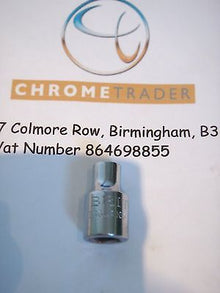 CHROMETRADER
7 Colmore Row, Birmingham, B3
Vat Number 864698855